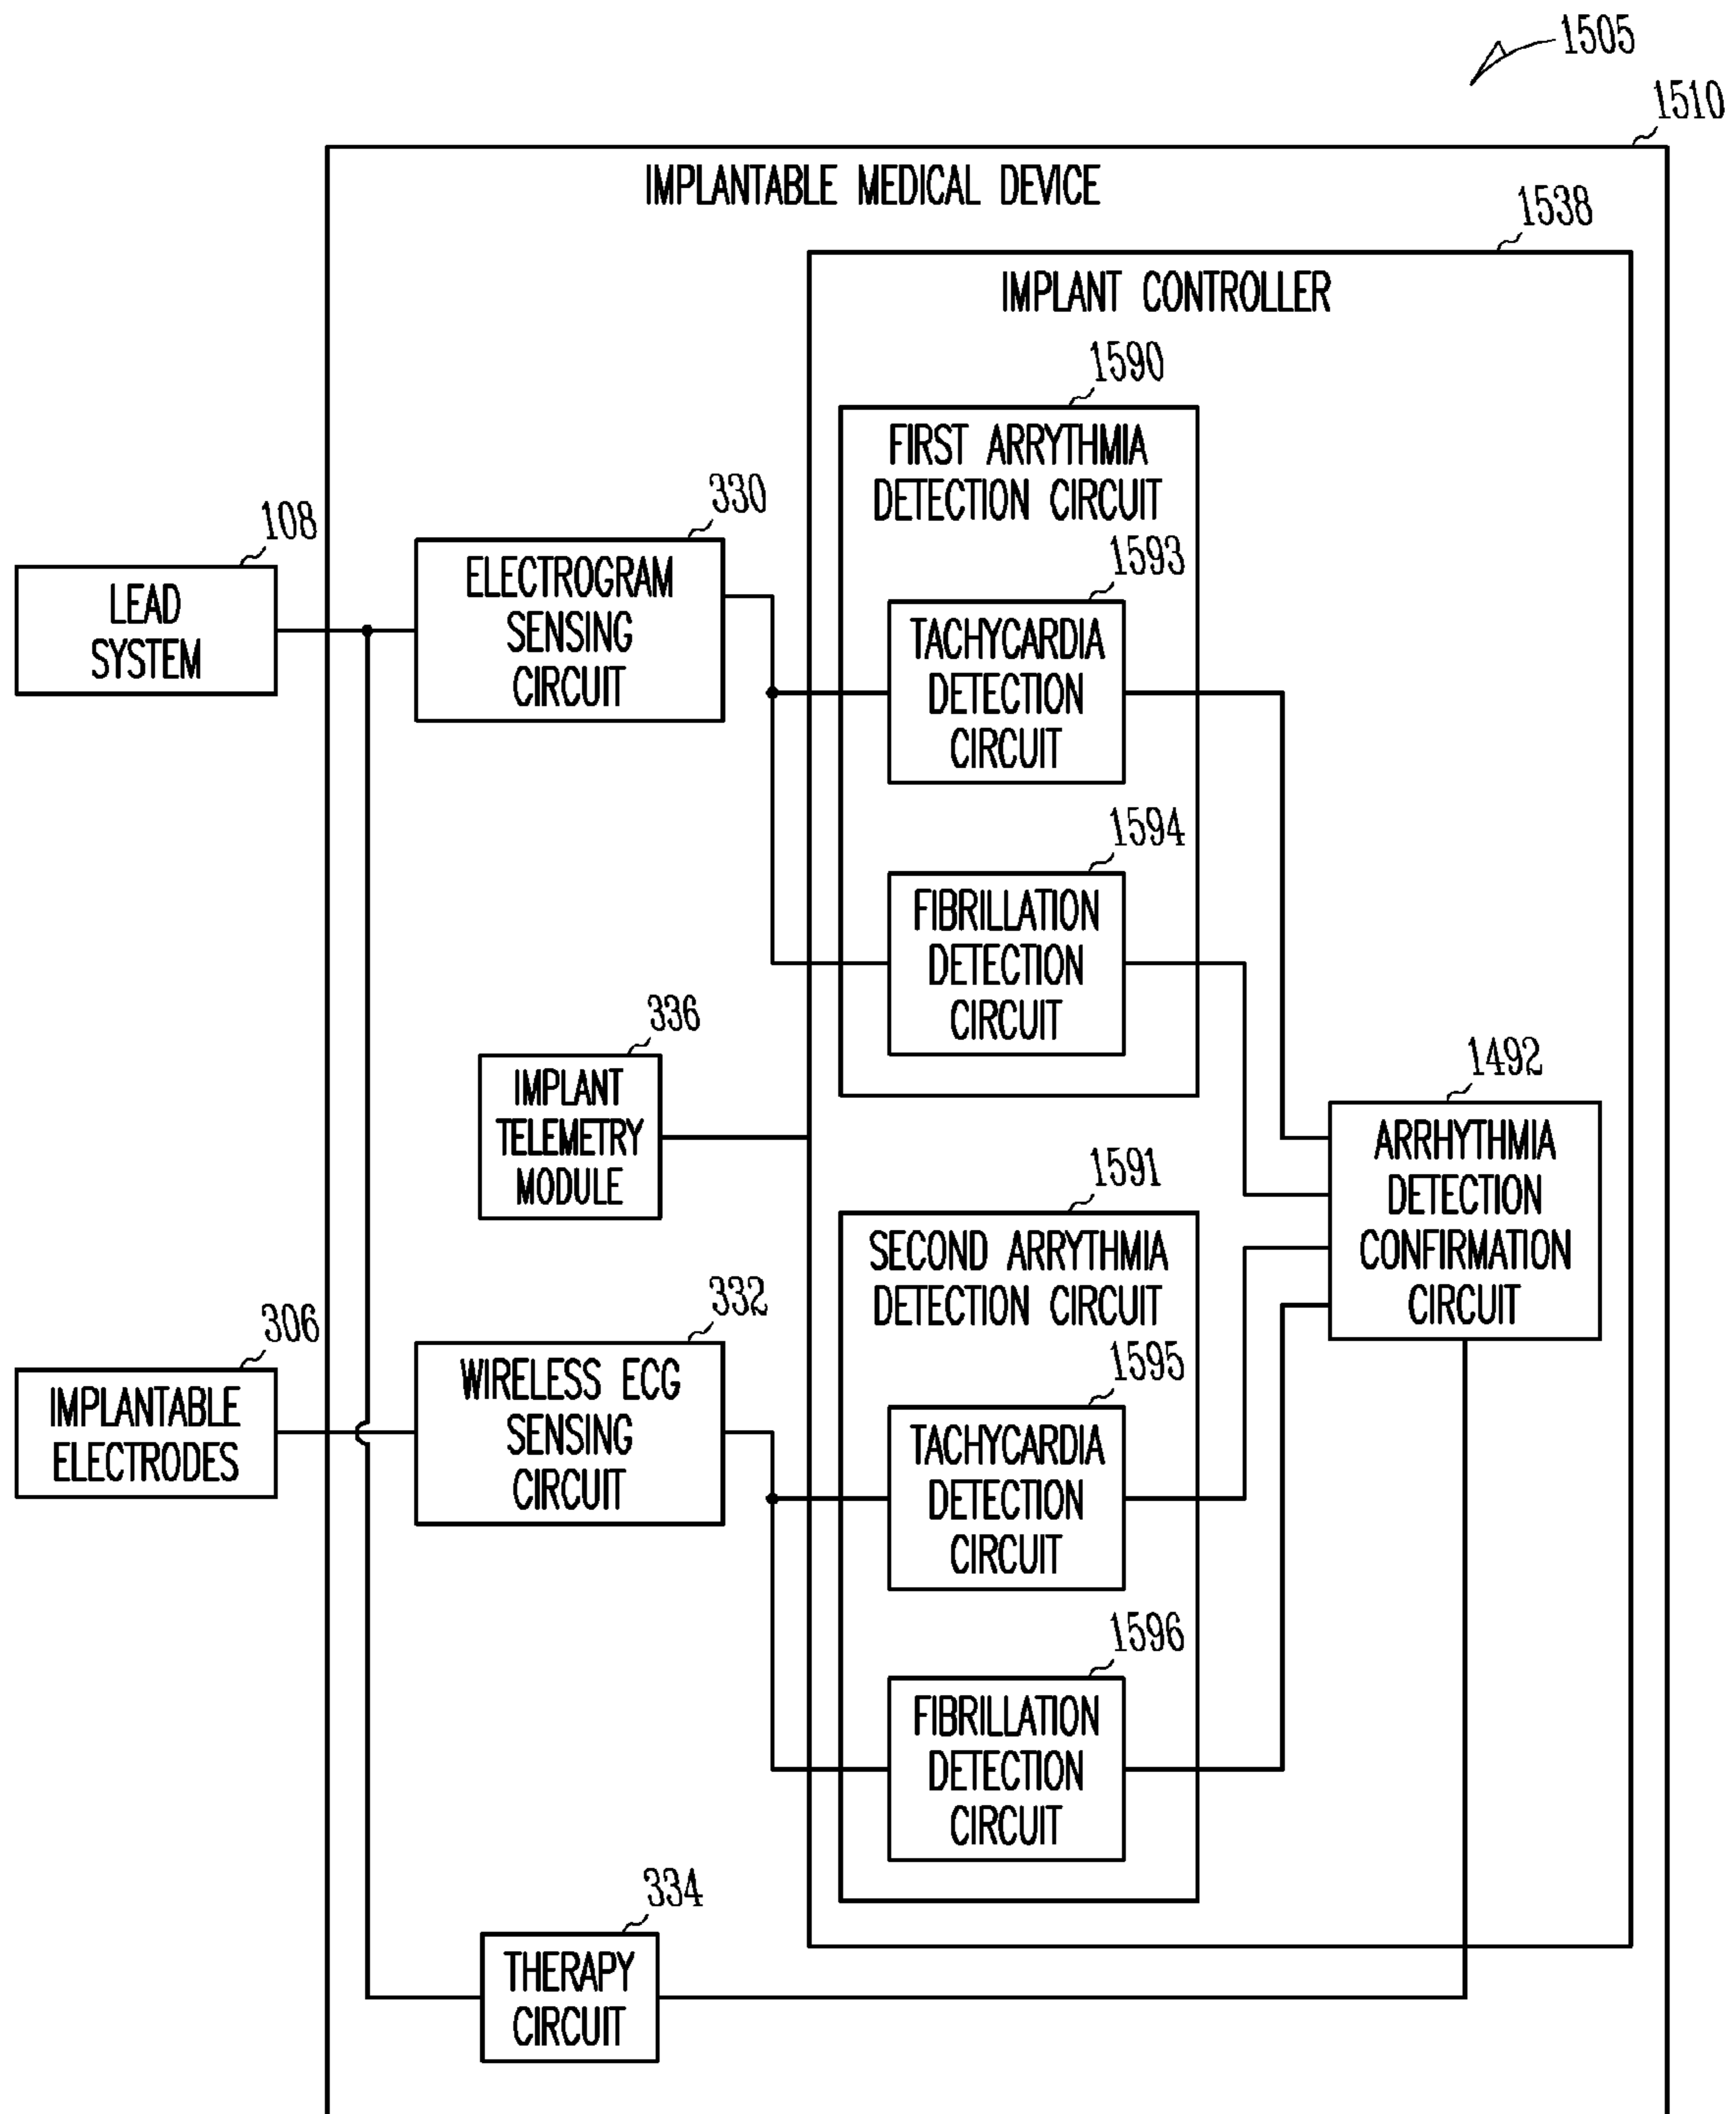 1505
1510
IMPLANTABLE MEDICAL DEVICE
1538
IMPLANT CONTROLLER
1590
FIRST ARRYTHMIA
DETECTION CIRCUIT
330
108
ELECTROGRAM
SENSING
CIRCUIT
LEAD
SYSTEM
1593
TACHYCARDIA
DETECTION
CIRCUIT
1594
FIBRILLATION
DETECTION
CIRCUIT
336
IMPLANT
TELEMETRY
MODULE
1492
ARRHYTHMIA
DETECTION
CONFIRMATION
CIRCUIT
1591
SECOND ARRYTHMIA
DETECTION CIRCUIT
332
306
WIRELESS ECG
SENSING
CIRCUIT
IMPLANTABLE
ELECTRODES
1595
TACHYCARDIA
DETECTION
CIRCUIT
1596
FIBRILLATION
DETECTION
CIRCUIT
334
THERAPY
CIRCUIT